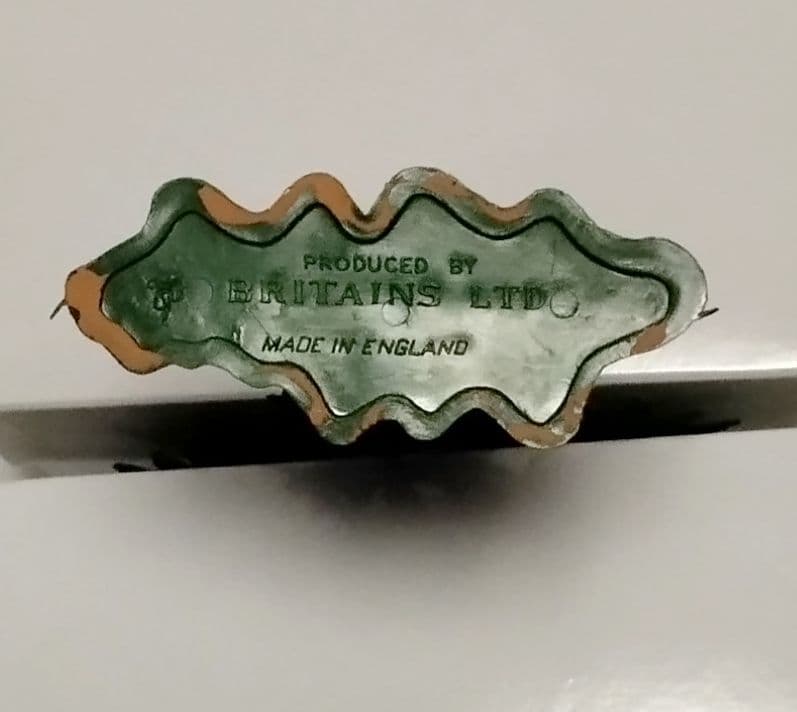 PRODUCED BY
BRITAINS LTD
MADE IN ENGLAND